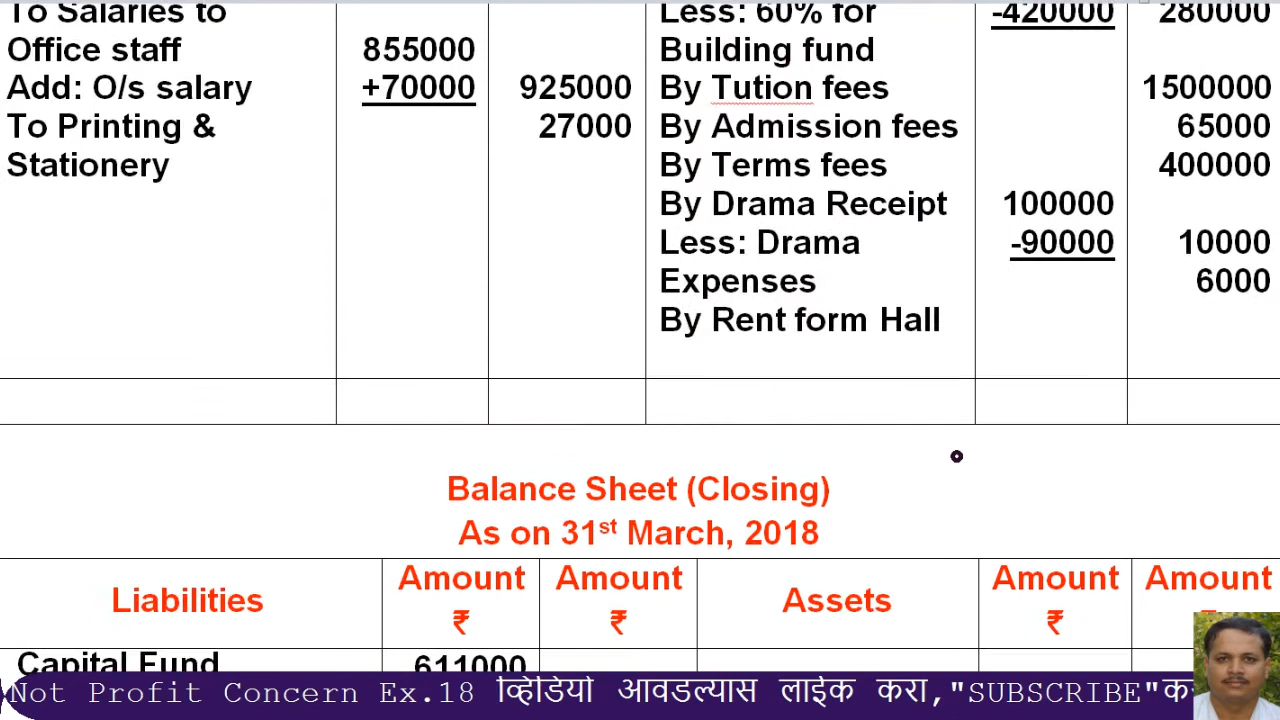 To Salaries to
Office staff 855000
Add: O/s salary +70000 925000
To Printing & 27000
Stationery
Less: 60% for -420000 280000
Building fund
By Tution fees 1500000
By Admission fees 65000
By Terms fees 400000
By Drama Receipt 100000
Less: Drama -90000 10000
Expenses 6000
By Rent form Hall
Balance Sheet (Closing)
As on 31st March, 2018
Liabilities Amount ₹ Amount ₹ Assets Amount ₹ Amount
Capital Fund 611000
Not Profit Concern Ex.18 व्हिडियो आवडल्यास लाईक करा,"SUBSCRIBE"क